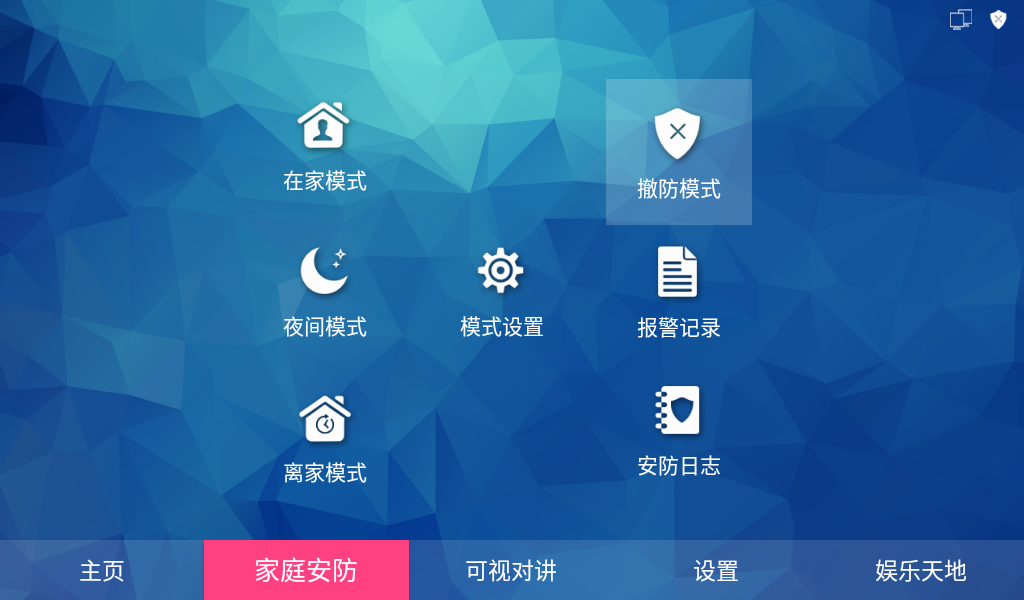 在家模式
撤防模式
夜间模式
模式设置
报警记录
离家模式
安防日志
主页
家庭安防
可视对讲
设置
娱乐天地